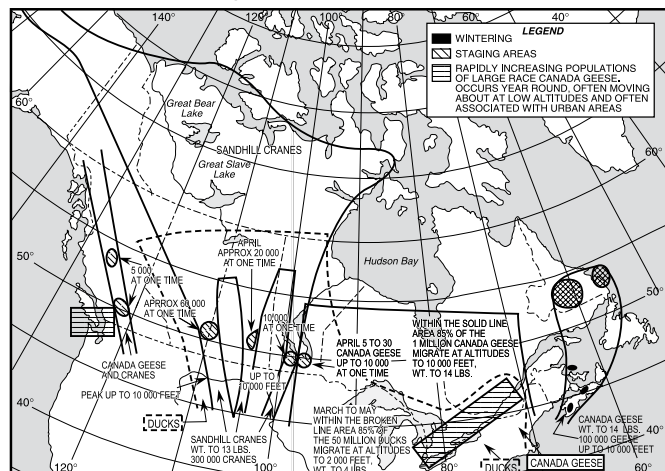 140°
120°
100°
80°
60°
40°
LEGEND
WINTERING
STAGING AREAS
RAPIDLY INCREASING POPULATIONS
OF LARGE RACE CANADA GEESE.
OCCURS YEAR ROUND, OFTEN MOVING
ABOUT AT LOW ALTITUDES AND OFTEN
ASSOCIATED WITH URBAN AREAS
60°
Great Bear
Lake
SANDHILL CRANES
Great Slave
Lake
60°
50°
Hudson Bay
50°
APRIL
APPROX 20 000
AT ONE TIME
5 000
AT ONE TIME
APPROX 60 000
AT ONE TIME
10 000
AT ONE TIME
APRIL 5 TO 30
CANADA GEESE
UP TO 10 000
AT ONE TIME
WITHIN THE SOLID LINE
AREA 85% OF THE
1 MILLION CANADA GEESE
MIGRATE AT ALTITUDES
TO 10 000 FEET,
WT. TO 14 LBS.
CANADA GEESE
AND CRANES
PEAK UP TO 10 000 FEET
UP TO
10 000 FEET
40°
DUCKS
SANDHILL CRANES
WT. TO 13 LBS.
300 000 CRANES
MARCH TO MAY
WITHIN THE BROKEN
LINE AREA 85% OF
THE 50 MILLION DUCKS
MIGRATE AT ALTITUDES
TO 2 000 FEET,
WT. TO 4 LBS.
CANADA GEESE
WT. TO 14 LBS.
100 000 GEESE
UP TO 10 000 FEET
40°
DUCKS
CANADA GEESE
120°
100°
80°
60°